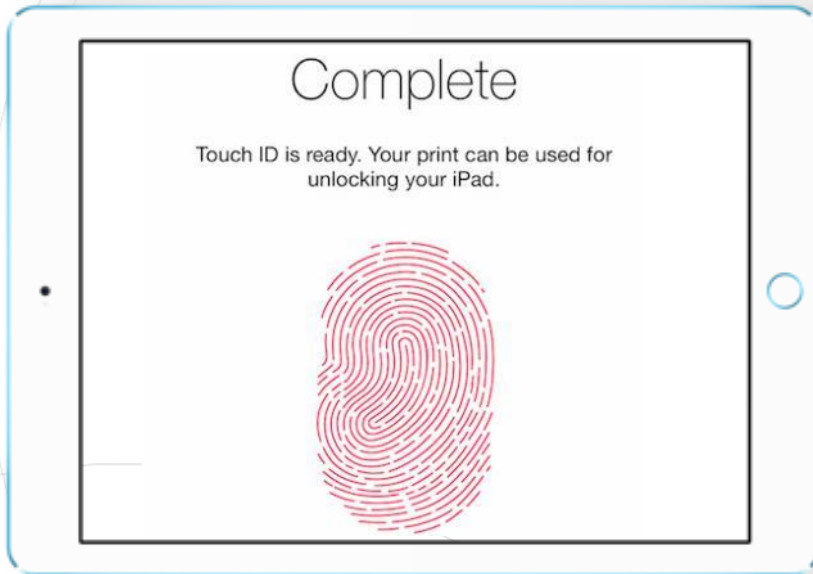 Complete
Touch ID is ready. Your print can be used for
unlocking your iPad.